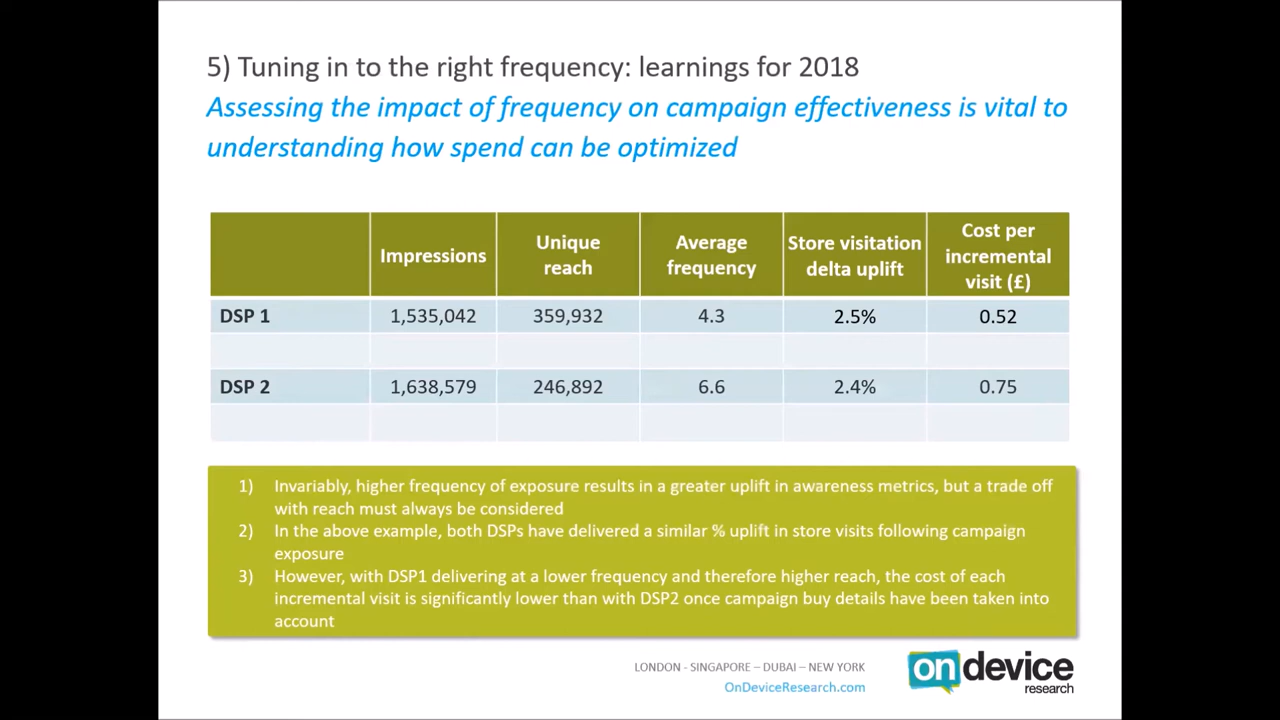 5) Tuning in to the right frequency: learnings for 2018
Assessing the impact of frequency on campaign effectiveness is vital to
understanding how spend can be optimized
Impressions
Unique
reach
Average
frequency
Store visitation
delta uplift
Cost per
incremental
visit (£)
DSP 1 1,535,042 359,932 4.3 2.5% 0.52
DSP 2 1,638,579 246,892 6.6 2.4% 0.75
1) Invariably, higher frequency of exposure results in a greater uplift in awareness metrics, but a trade off
with reach must always be considered
2) In the above example, both DSPs have delivered a similar % uplift in store visits following campaign
exposure
3) However, with DSP1 delivering at a lower frequency and therefore higher reach, the cost of each
incremental visit is significantly lower than with DSP2 once campaign buy details have been taken into
account
LONDON - SINGAPORE – DUBAI – NEW YORK
OnDeviceResearch.com
on device
research